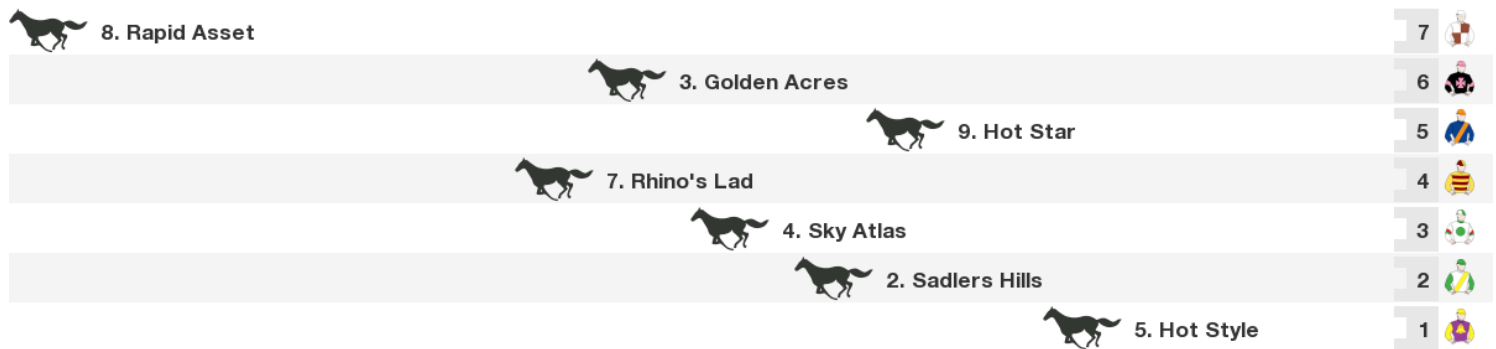 8. Rapid Asset 7
3. Golden Acres 6
9. Hot Star 5
7. Rhino's Lad 4
4. Sky Atlas 3
2. Sadlers Hills 2
5. Hot Style 1